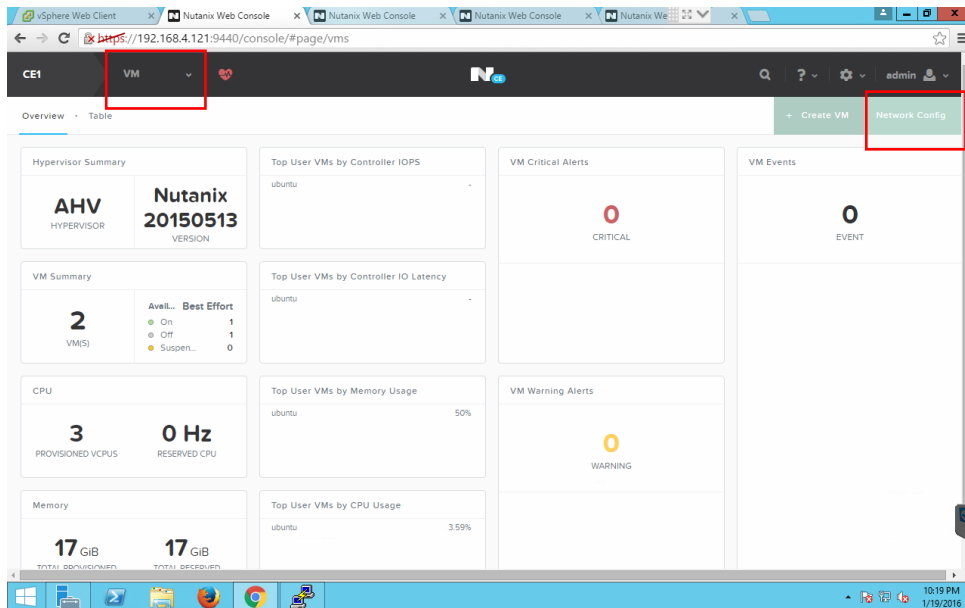 vSphere Web Client
Nutanix Web Console
Nutanix Web Console
Nutanix Web Console
Nutanix We
https://192.168.4.121:9440/console/#page/vms
CE1
VM
N CE
?
admin
Overview · Table
+ Create VM
Network Config
Hypervisor Summary
AHV
HYPERVISOR
Nutanix
20150513
VERSION
Top User VMs by Controller IOPS
ubuntu -
VM Critical Alerts
0
CRITICAL
VM Events
0
EVENT
VM Summary
2
VM(S)
Avail... Best Effort
On 1
Off 1
Suspen... 0
Top User VMs by Controller IO Latency
ubuntu -
CPU
3
PROVISIONED VCPUS
0 Hz
RESERVED CPU
Top User VMs by Memory Usage
ubuntu 50%
VM Warning Alerts
0
WARNING
Memory
17 GiB
TOTAL PROVISIONED
17 GiB
TOTAL RESERVED
Top User VMs by CPU Usage
ubuntu 3.59%
10:19 PM
1/19/2016